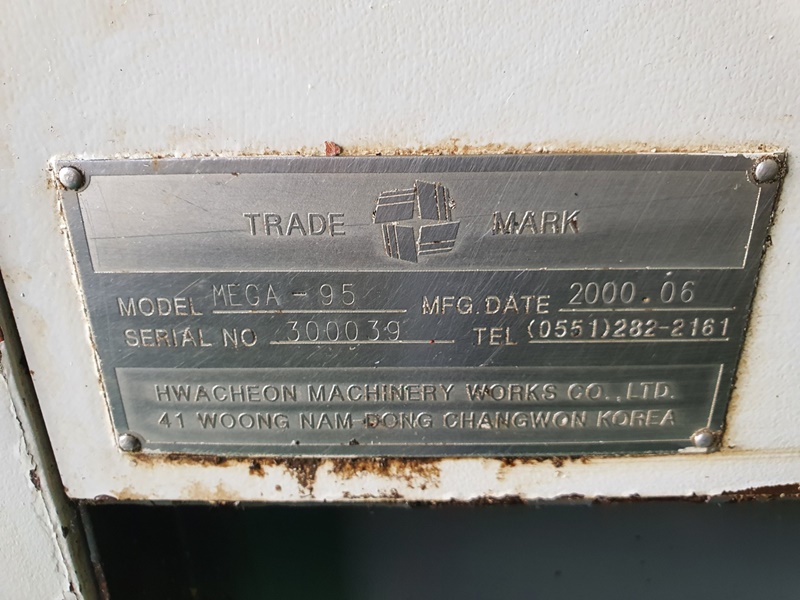 TRADE MARK
MODEL MEGA-95 MFG. DATE 2000.06
SERIAL NO 300039 TEL (0551)282-2161
HWACHEON MACHINERY WORKS CO., LTD.
41 WOONG NAM-DONG CHANGWON KOREA